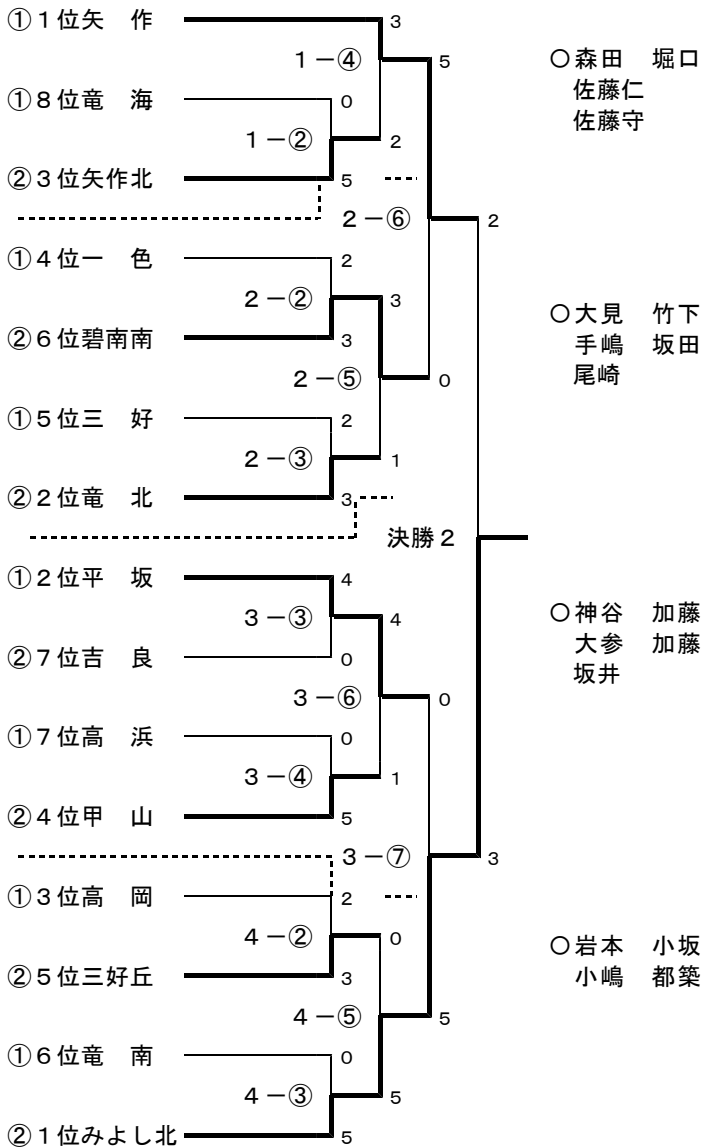 ①１位矢　作
3
１－④
5
○森田　堀口
①８位竜　海
0
佐藤仁
佐藤守
１－②
2
②３位矢作北
5
２－⑥
2
①４位一　色
2
２－②
3
○大見　竹下
②６位碧南南
3
手嶋　坂田
２－⑤
0
尾崎
①５位三　好
2
２－③
1
②２位竜　北
3
決勝２
①２位平　坂
4
３－③
4
○神谷　加藤
大参　加藤
②７位吉　良
0
坂井
３－⑥
0
①７位高　浜
0
３－④
1
②４位甲　山
5
３－⑦
3
①３位高　岡
2
４－②
0
○岩本　小坂
②５位三好丘
3
小嶋　都築
４－⑤
5
①６位竜　南
0
４－③
5
②１位みよし北
5